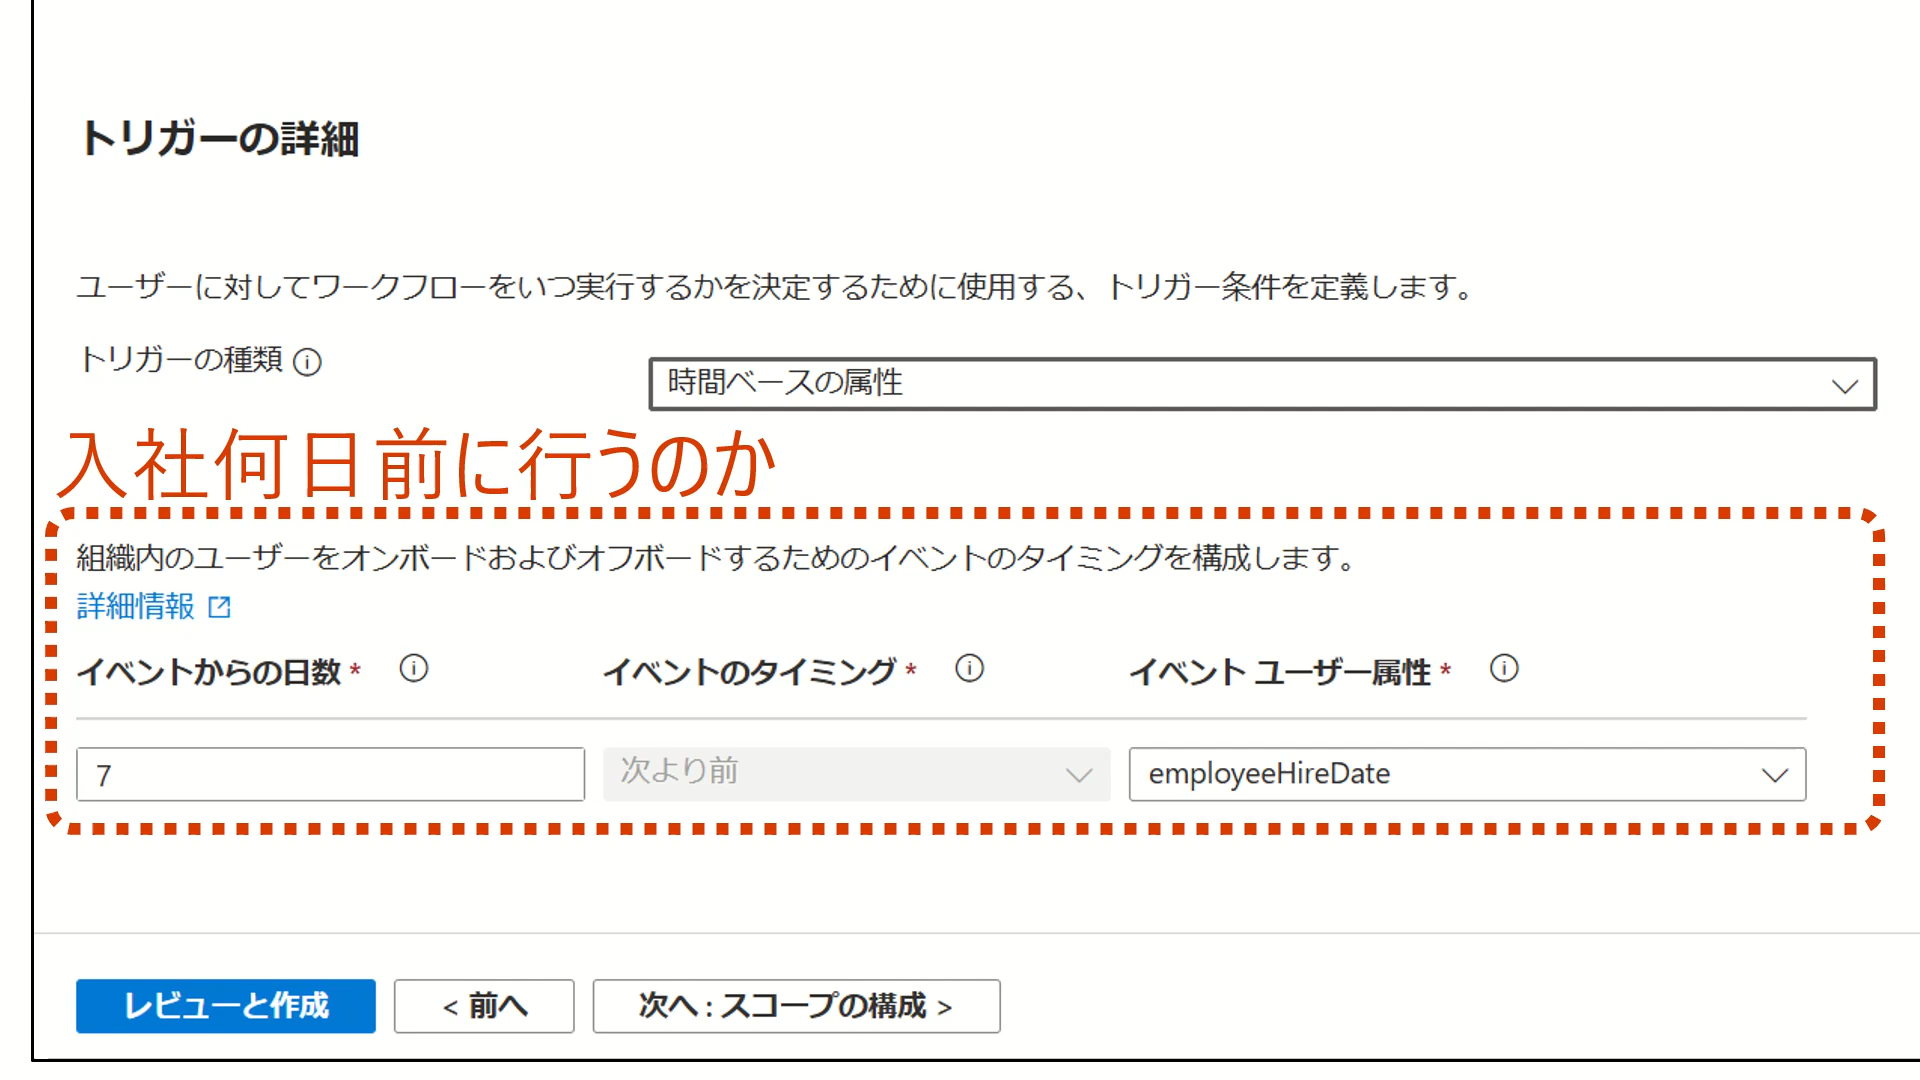 トリガーの詳細
ユーザーに対してワークフローをいつ実行するかを決定するために使用する、トリガー条件を定義します。
トリガーの種類
時間ベースの属性
入社何日前に行うのか
組織内のユーザーをオンボードおよびオフボードするためのイベントのタイミングを構成します。
詳細情報
イベントからの日数 * イベントのタイミング * イベント ユーザー属性 *
7 次より前 employeeHireDate
レビューと作成 < 前へ 次へ : スコープの構成 >